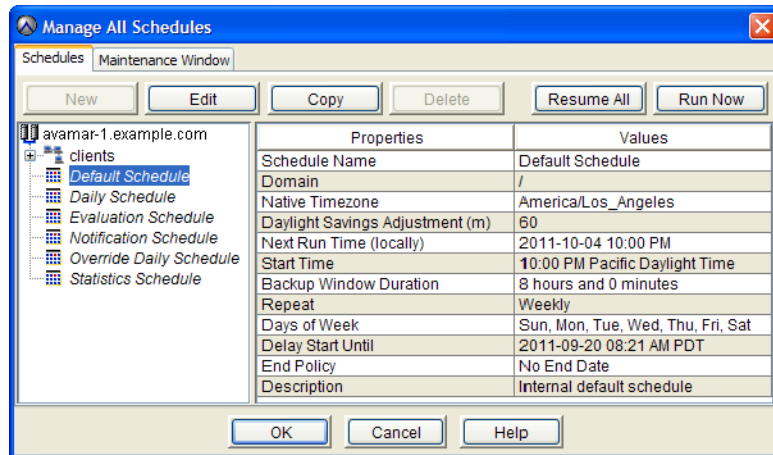 Manage All Schedules
Schedules Maintenance Window
New Edit Copy Delete Resume All Run Now
avamar-1.example.com
clients
Default Schedule
Daily Schedule
Evaluation Schedule
Notification Schedule
Override Daily Schedule
Statistics Schedule
Properties Values
Schedule Name Default Schedule
Domain /
Native Timezone America/Los_Angeles
Daylight Savings Adjustment (m) 60
Next Run Time (locally) 2011-10-04 10:00 PM
Start Time 10:00 PM Pacific Daylight Time
Backup Window Duration 8 hours and 0 minutes
Repeat Weekly
Days of Week Sun, Mon, Tue, Wed, Thu, Fri, Sat
Delay Start Until 2011-09-20 08:21 AM PDT
End Policy No End Date
Description Internal default schedule
OK Cancel Help